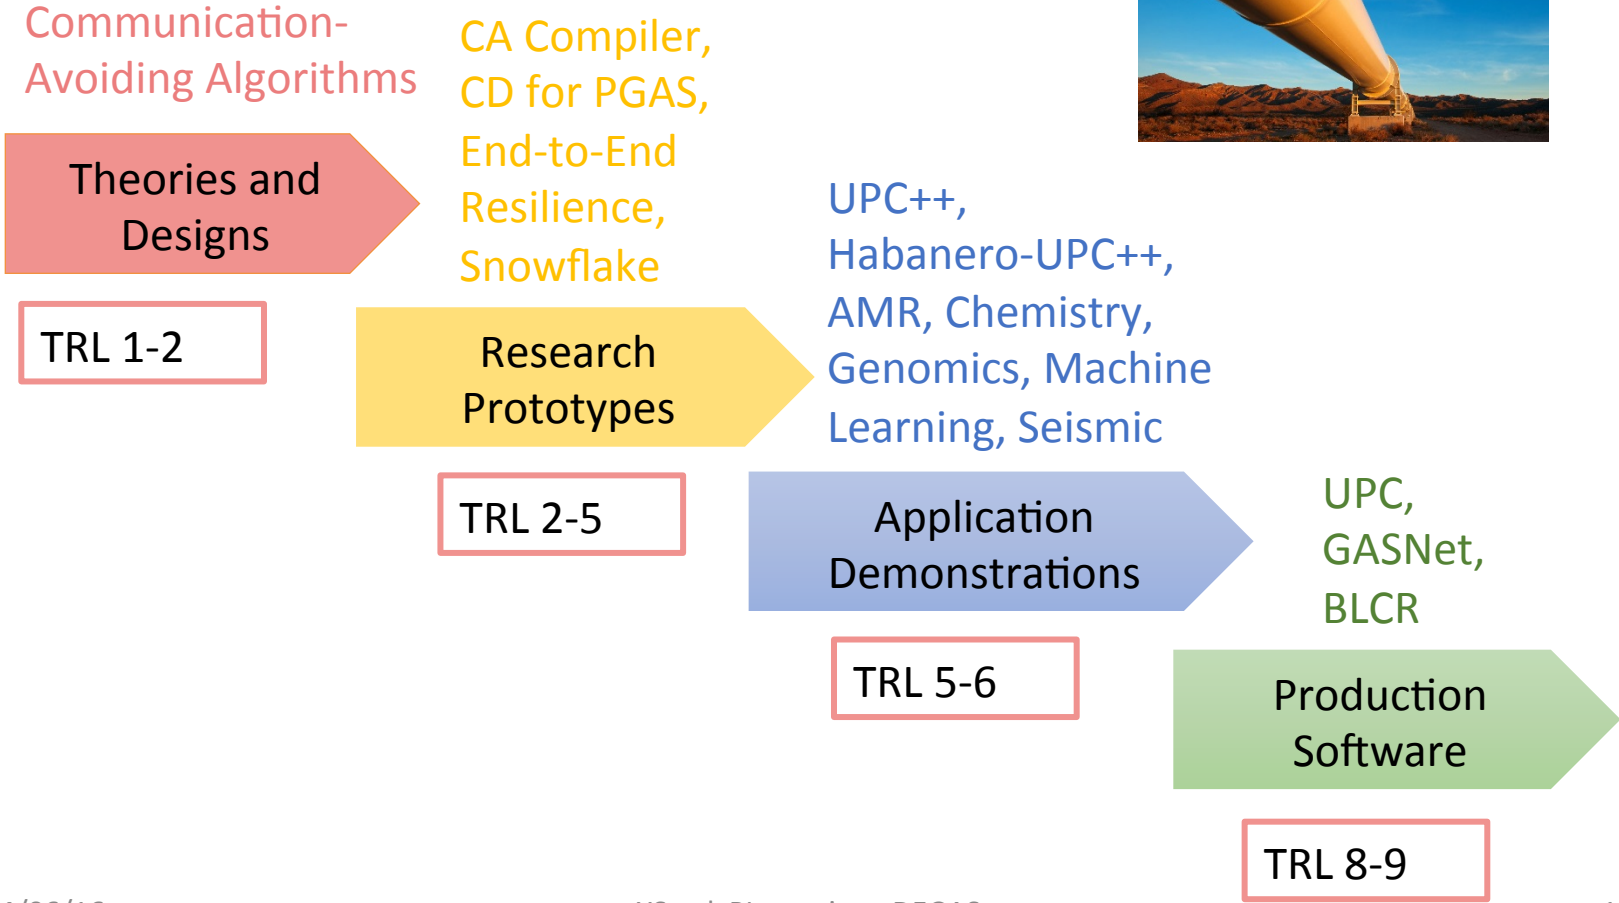 Communication-
Avoiding Algorithms
Theories and
Designs
TRL 1-2
CA Compiler,
CD for PGAS,
End-to-End
Resilience,
Snowflake
Research
Prototypes
TRL 2-5
UPC++,
Habanero-UPC++,
AMR, Chemistry,
Genomics, Machine
Learning, Seismic
Application
Demonstrations
TRL 5-6
UPC,
GASNet,
BLCR
Production
Software
TRL 8-9